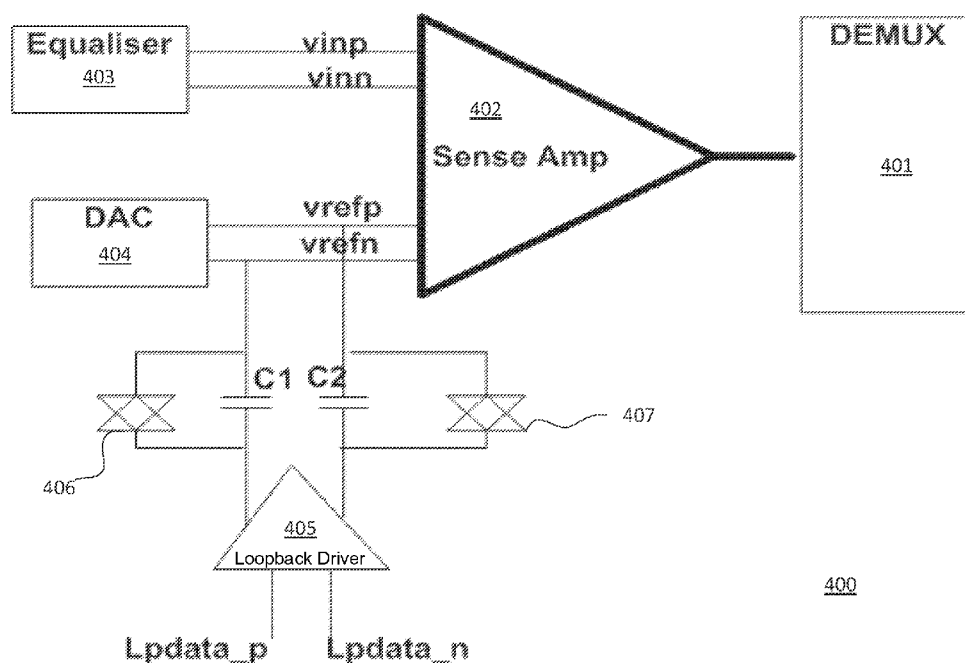 Equaliser
403
vinp
vinn
402
Sense Amp
DEMUX
401
DAC
404
vrefp
vrefn
C1
C2
406
407
405
Loopback Driver
Lpdata_p
Lpdata_n
400